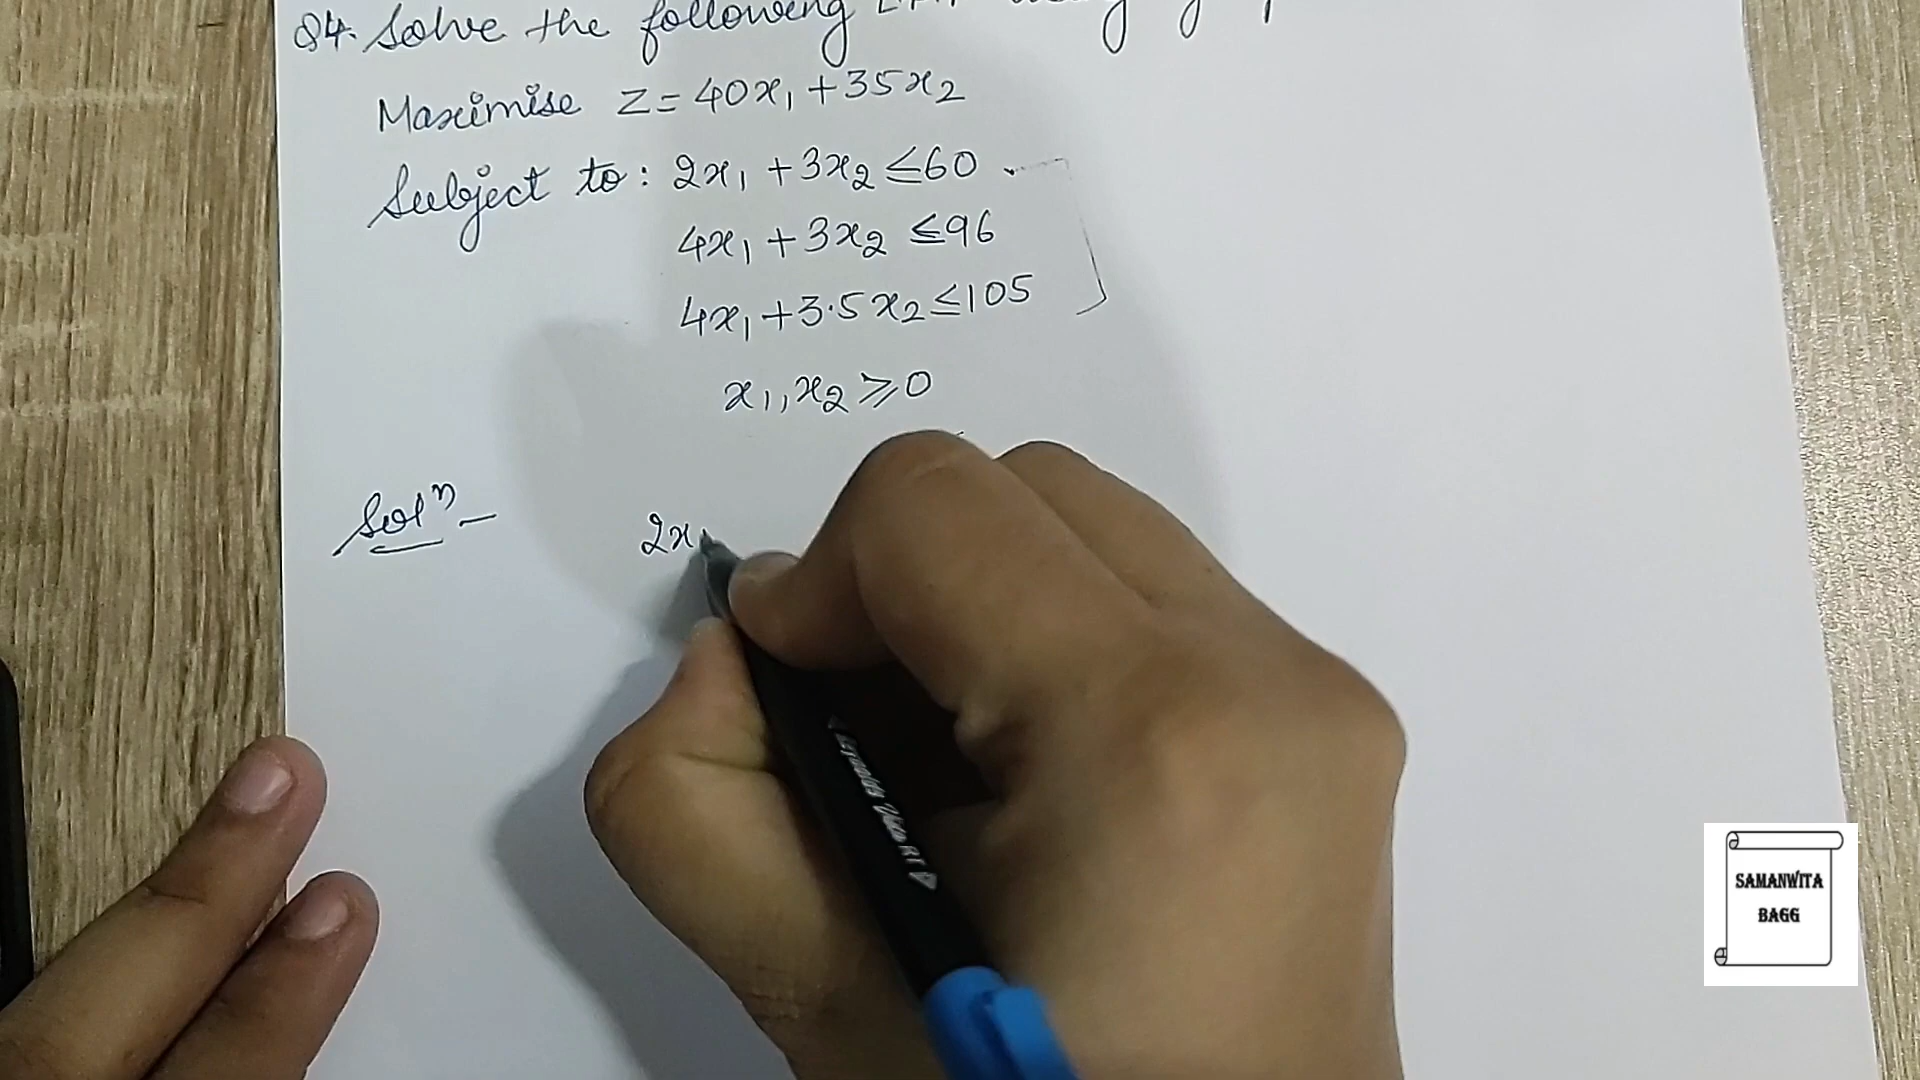 Q4. Solve the following
Maximise Z = 40x₁ + 35x₂
Subject to: 2x₁ + 3x₂ ≤ 60
4x₁ + 3x₂ ≤ 96
4x₁ + 3.5x₂ ≤ 105
x₁, x₂ ≥ 0
Solⁿ –
2x
SAMANWITA
BAGG